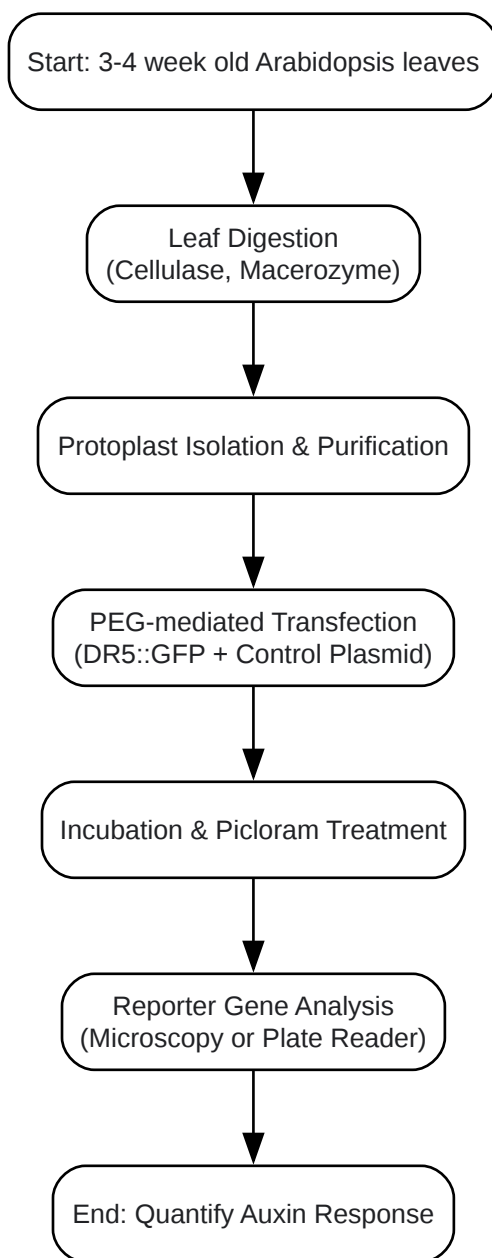 Start: 3-4 week old Arabidopsis leaves
Leaf Digestion
(Cellulase, Macerozyme)
Protoplast Isolation & Purification
PEG-mediated Transfection
(DR5::GFP + Control Plasmid)
Incubation & Picloram Treatment
Reporter Gene Analysis
(Microscopy or Plate Reader)
End: Quantify Auxin Response